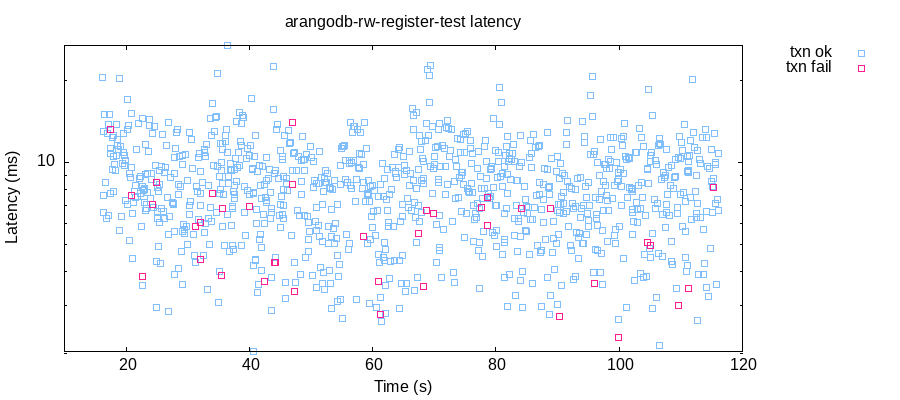 arangodb-rw-register-test latency
txn ok
txn fail
10
Latency (ms)
20 40 60 80 100 120
Time (s)